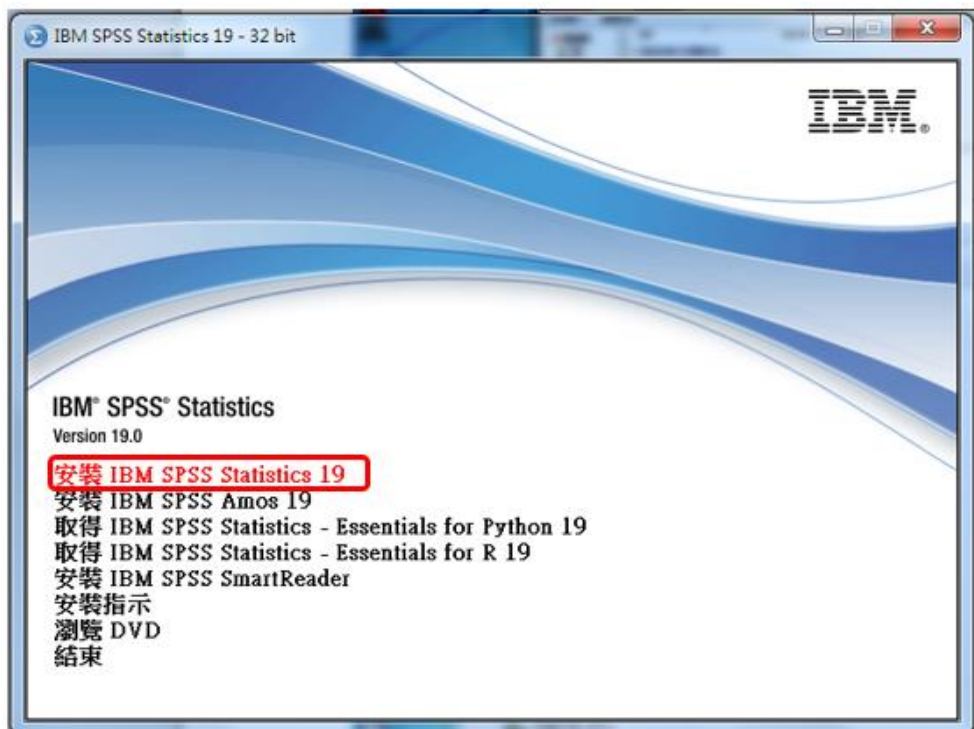 IBM SPSS Statistics 19 - 32 bit
IBM®
IBM® SPSS® Statistics
Version 19.0
安裝 IBM SPSS Statistics 19
安裝 IBM SPSS Amos 19
取得 IBM SPSS Statistics - Essentials for Python 19
取得 IBM SPSS Statistics - Essentials for R 19
安裝 IBM SPSS SmartReader
安裝指示
瀏覽 DVD
結束